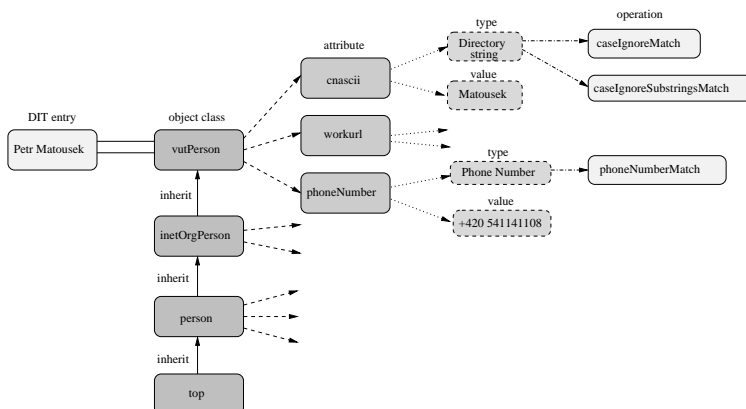 operation
type
attribute
Directory
string
caseIgnoreMatch
cnascii
value
Matousek
caseIgnoreSubstringsMatch
DIT entry
object class
Petr Matousek
vutPerson
workurl
type
Phone Number
phoneNumberMatch
phoneNumber
inherit
value
+420 541141108
inetOrgPerson
inherit
person
inherit
top